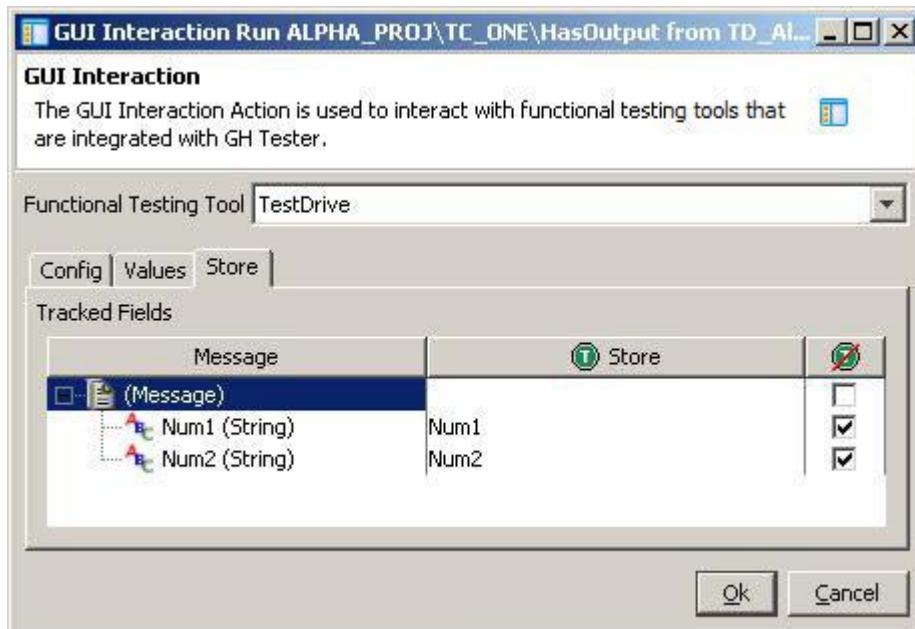 GUI Interaction Run ALPHA_PROJ\TC_ONE\HasOutput from TD_Al...
GUI Interaction
The GUI Interaction Action is used to interact with functional testing tools that
are integrated with GH Tester.
Functional Testing Tool TestDrive
Config Values Store
Tracked Fields
Message T Store T
(Message)
ABC Num1 (String) Num1
ABC Num2 (String) Num2
Ok Cancel